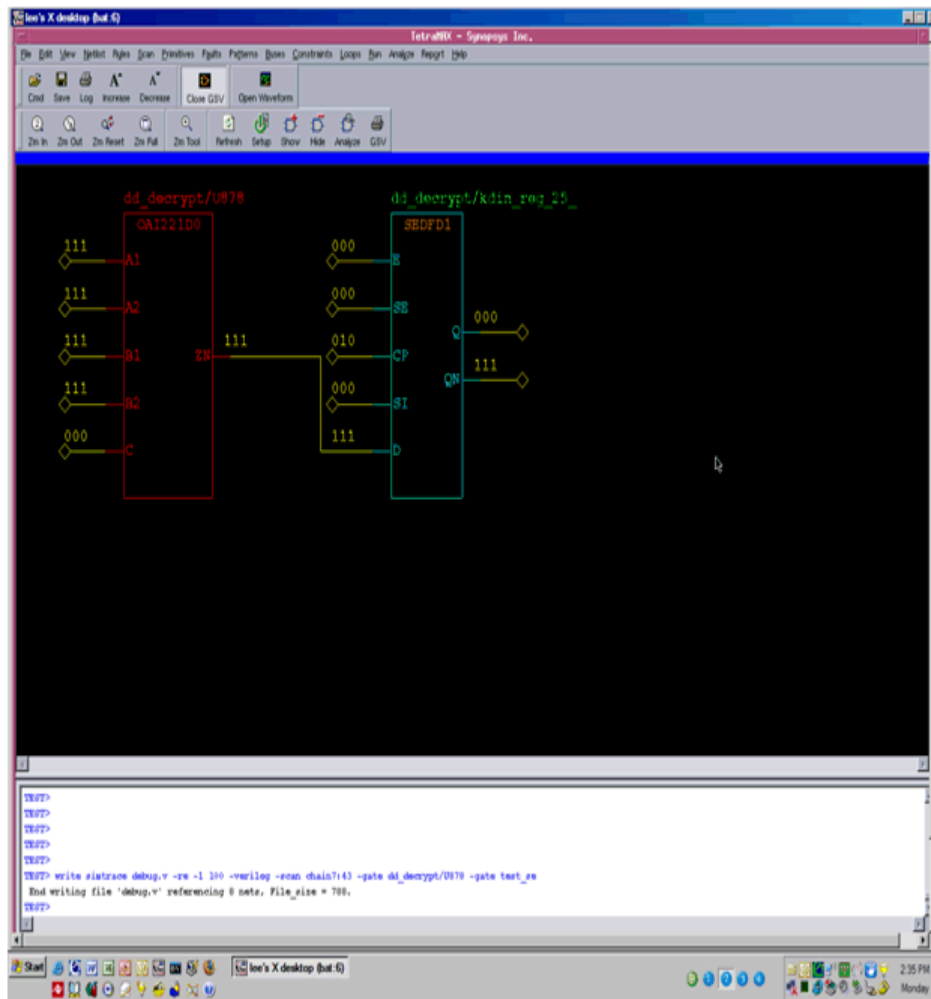 lee's X desktop (bat:6)
TetraMAX - Synopsys Inc.
File Edit View Netlist Rules Scan Primitives Faults Patterns Buses Constraints Loops Run Analyze Report Help
Cmd Save Log Increase Decrease Close GSV Open Waveform
Zm In Zm Out Zm Reset Zm Full Zm Tool Refresh Setup Show Hide Analyze GSV
dd_decrypt/U878 dd_decrypt/kdin_reg_25_
OAI221D0 SEDFD1
111 000
A1 E
111 000
A2 SE
000
Q
111 111 010
B1 ZN CP
111
QN
111 000
B2 SI
000 111
C D
TEST>
TEST>
TEST>
TEST>
TEST>
TEST> write simtrace debug.v -re -l 100 -verilog -scan chain7:43 -gate dd_decrypt/U878 -gate test_se
End writing file 'debug.v' referencing 8 nets, File_size = 788.
TEST>
Start lee's X desktop (bat:6) 2:35 PM
Monday